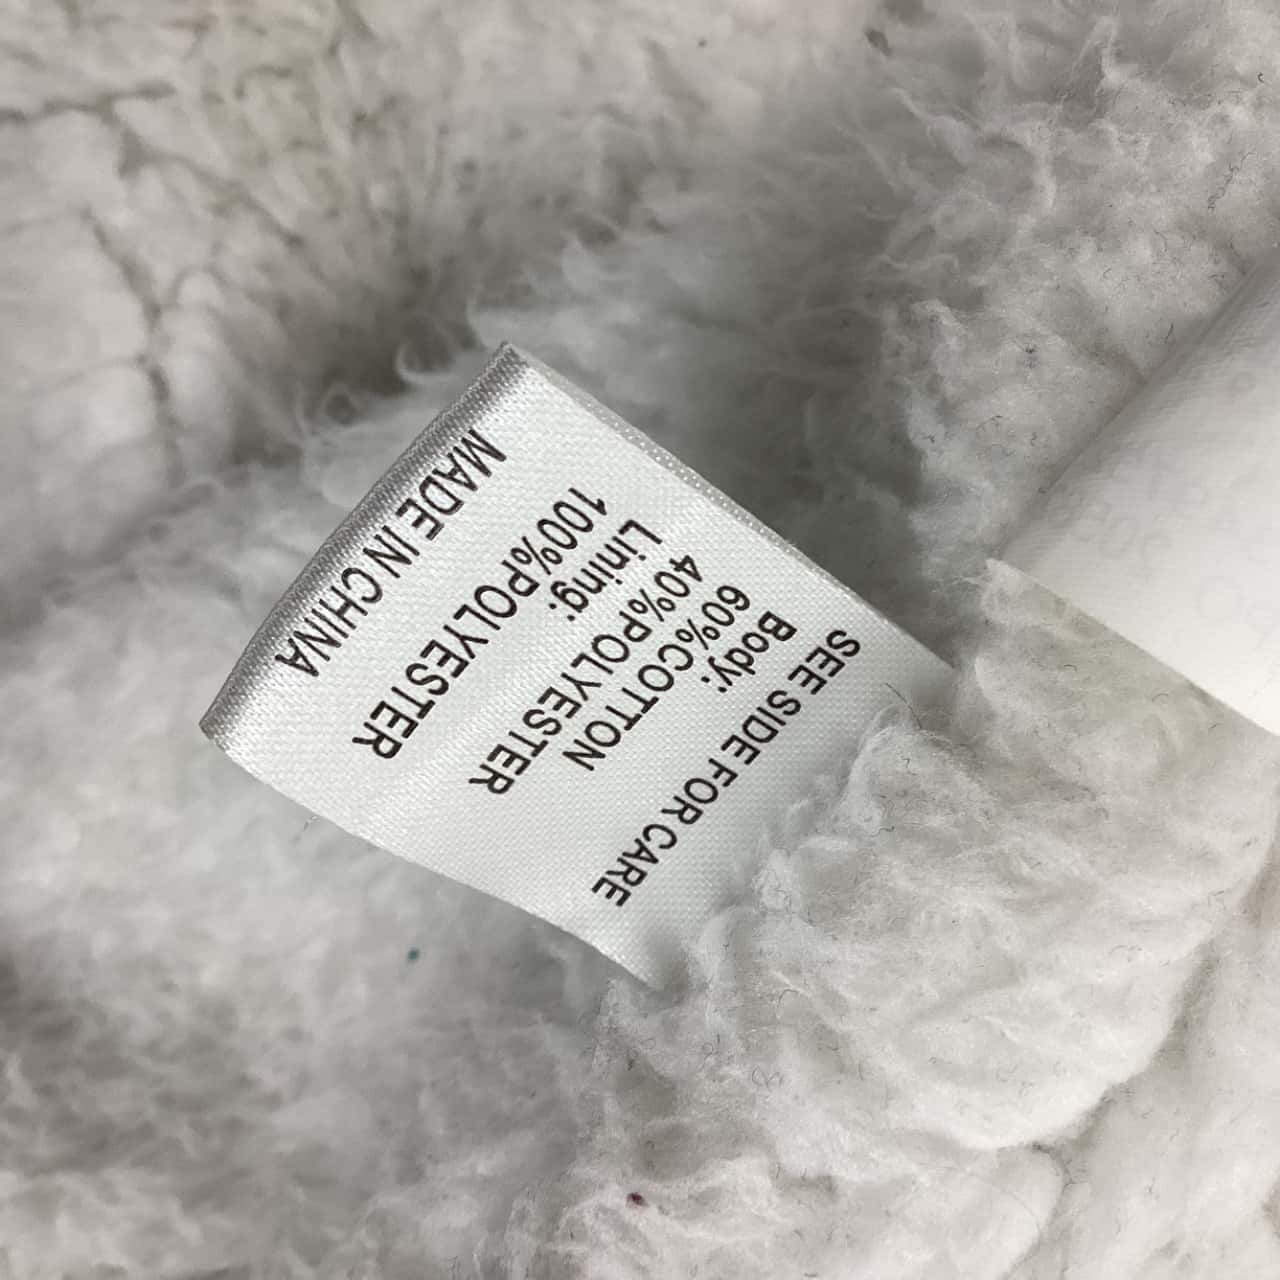 SEE SIDE FOR CARE
Body:
60%COTTON
40%POLYESTER
Lining:
100%POLYESTER
MADE IN CHINA